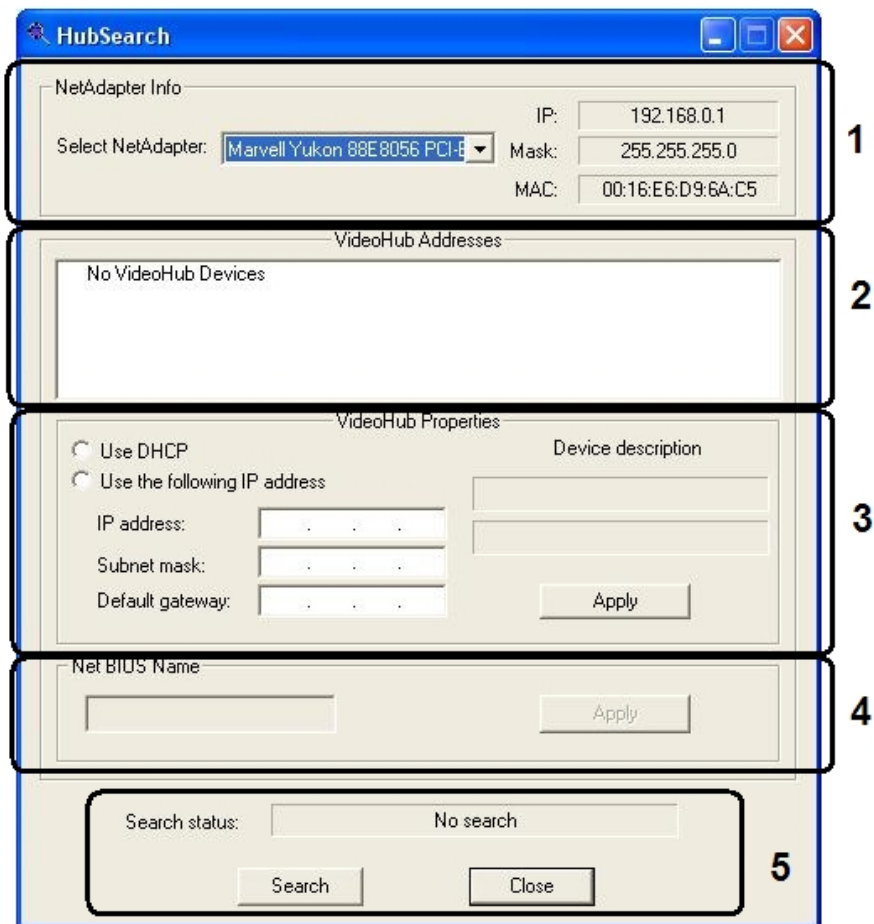 HubSearch
NetAdapter Info
IP: 192.168.0.1
Select NetAdapter: Marvell Yukon 88E8056 PCI-E Mask: 255.255.255.0
MAC: 00:16:E6:D9:6A:C5
1
VideoHub Addresses
No VideoHub Devices
2
VideoHub Properties
Use DHCP Device description
Use the following IP address
IP address: . . .
Subnet mask: . . .
Default gateway: . . . Apply
3
Net BIOS Name
Apply
4
Search status: No search
Search Close
5